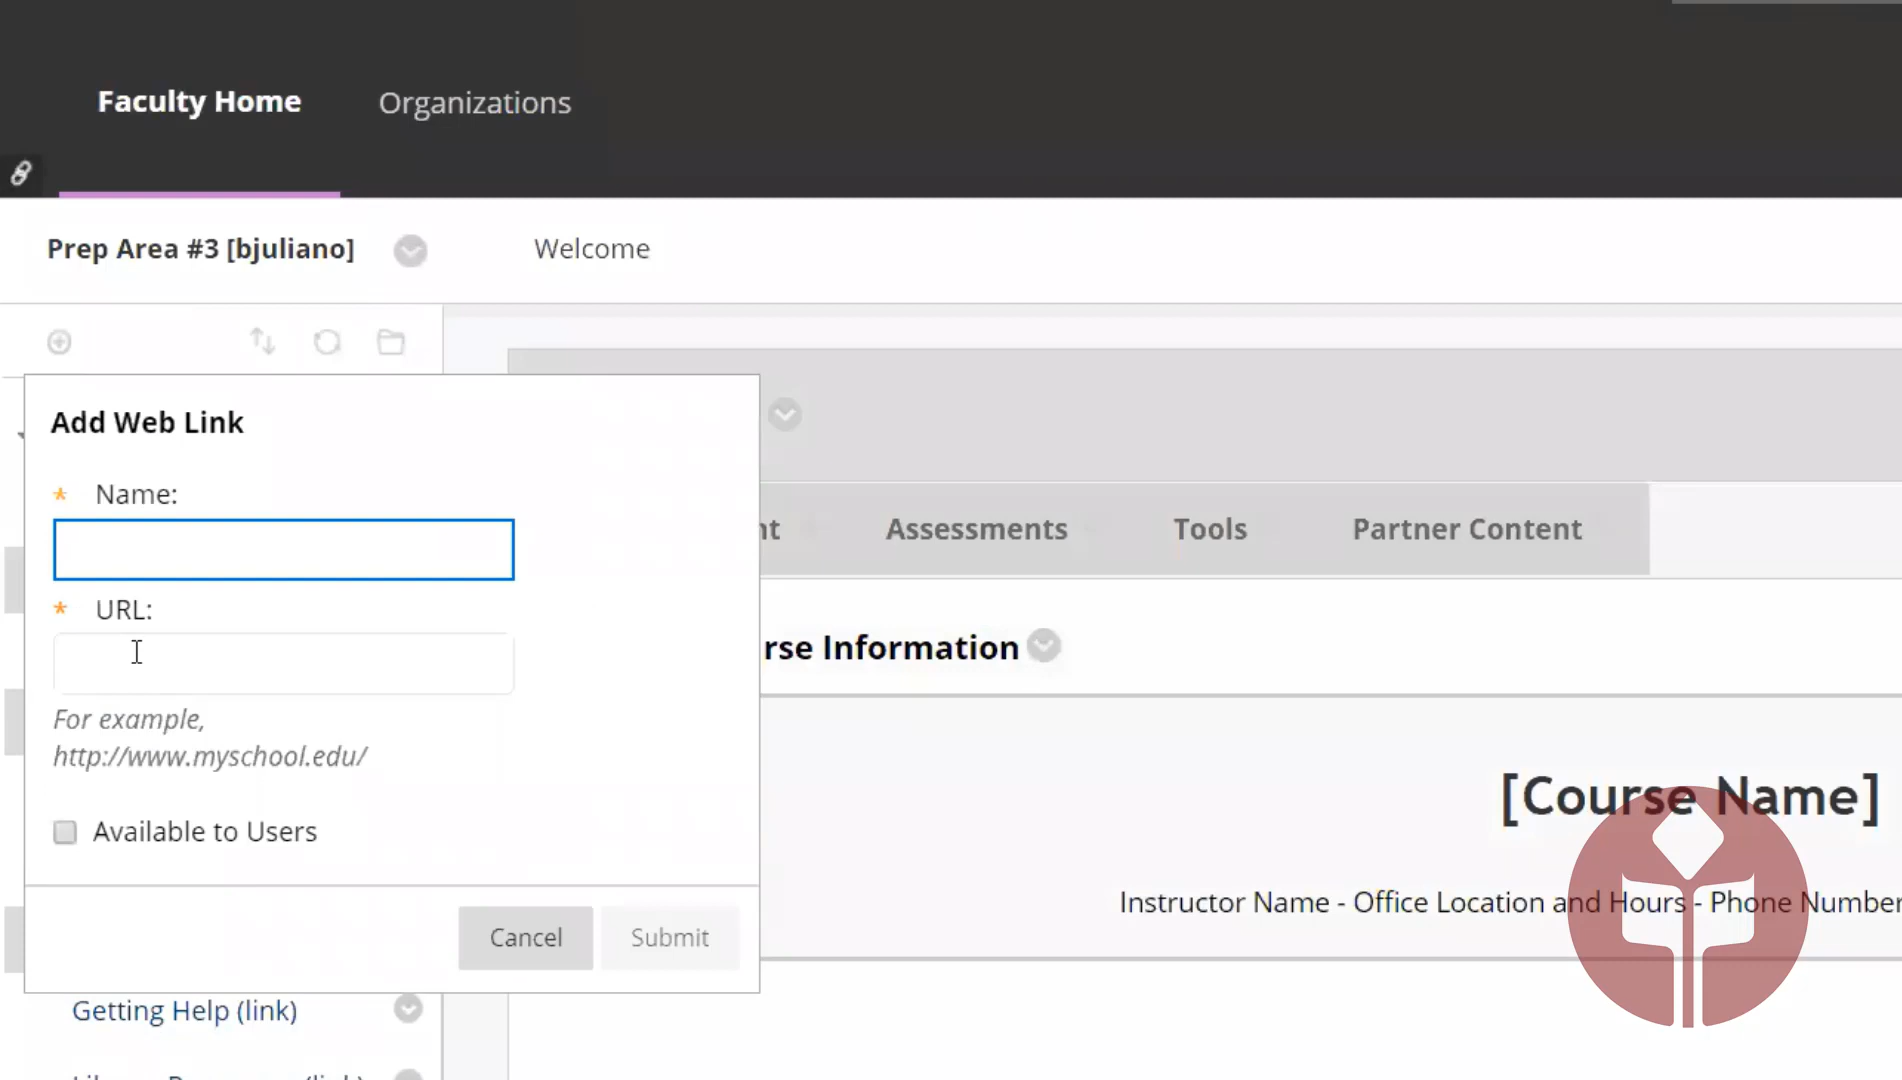 Faculty Home
Organizations
Prep Area #3 [bjuliano]
Welcome
Add Web Link
* Name:
* URL:
For example,
http://www.myschool.edu/
Available to Users
Cancel
Submit
Assessments
Tools
Partner Content
rse Information
[Course Name]
Instructor Name - Office Location and Hours - Phone Number
Getting Help (link)